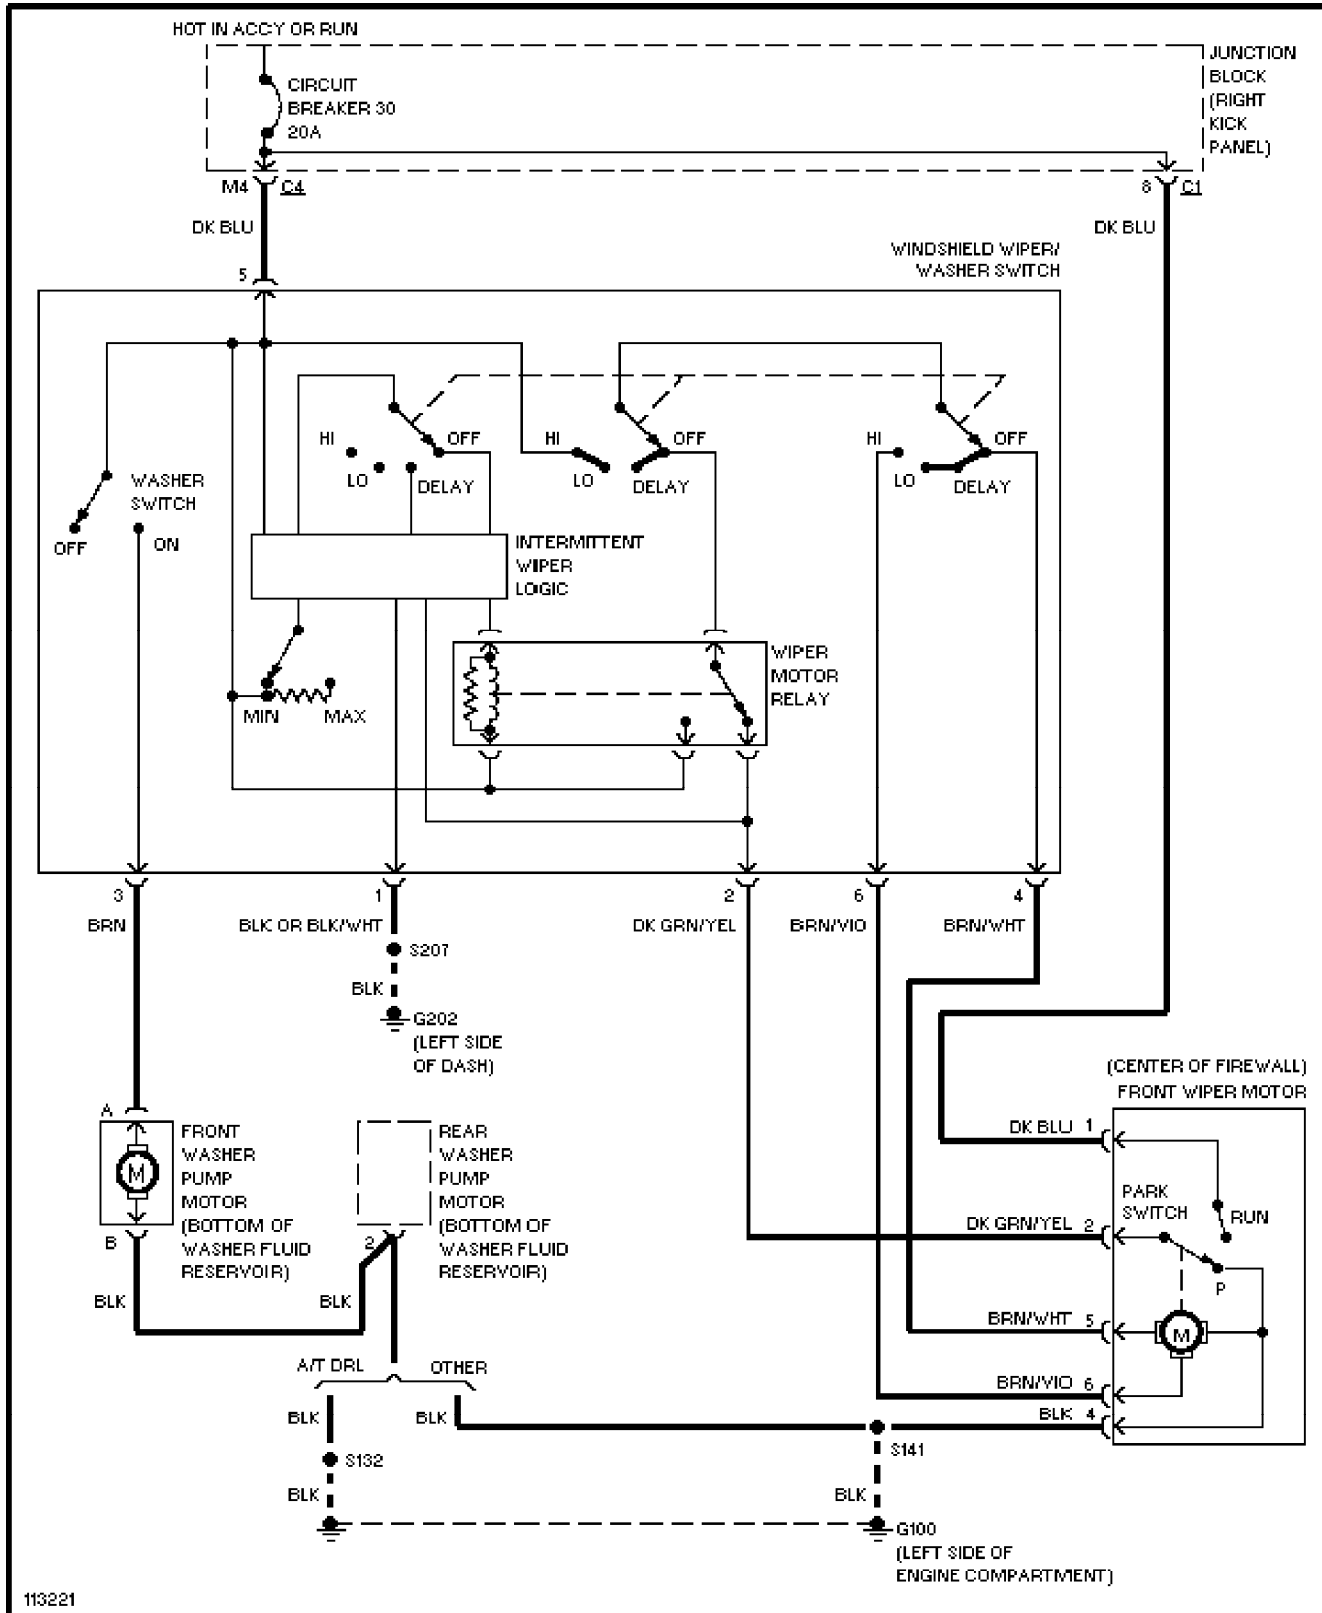 HOT IN ACCY OR RUN
JUNCTION
BLOCK
(RIGHT
KICK
PANEL)
CIRCUIT
BREAKER 30
20A
M4 C4
8 C1
DK BLU
DK BLU
WINDSHIELD WIPER/
WASHER SWITCH
5
HI
LO
DELAY
OFF
HI
LO
DELAY
OFF
HI
LO
DELAY
OFF
WASHER
SWITCH
OFF
ON
INTERMITTENT
WIPER
LOGIC
MIN
MAX
WIPER
MOTOR
RELAY
3
1
2
6
4
BRN
BLK OR BLK/WHT
DK GRN/YEL
BRN/VIO
BRN/WHT
S207
BLK
G202
(LEFT SIDE
OF DASH)
(CENTER OF FIREWALL)
FRONT WIPER MOTOR
A
FRONT
WASHER
PUMP
MOTOR
(BOTTOM OF
WASHER FLUID
RESERVOIR)
M
B
REAR
WASHER
PUMP
MOTOR
(BOTTOM OF
WASHER FLUID
RESERVOIR)
2
DK BLU 1
PARK
SWITCH
RUN
DK GRN/YEL 2
P
BRN/WHT 5
M
BRN/VIO 6
BLK 4
BLK
BLK
A/T DRL
OTHER
BLK
BLK
S132
S141
BLK
BLK
G100
(LEFT SIDE OF
ENGINE COMPARTMENT)
113221